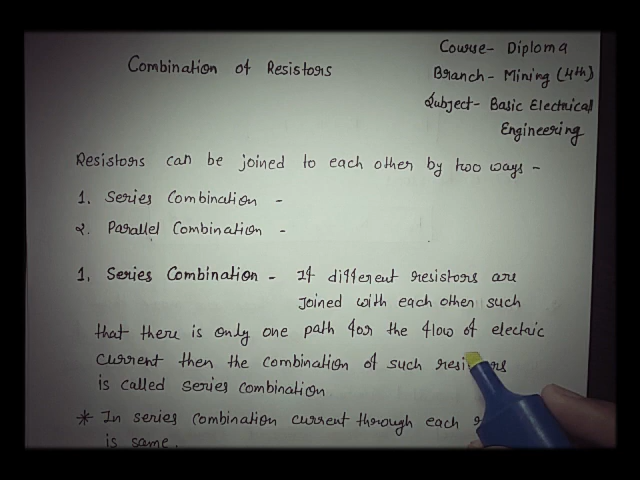 Course- Diploma
Combination of Resistors
Branch- Mining (4th)
Subject- Basic Electrical
Engineering
Resistors can be joined to each other by two ways -
1. Series Combination -
2. Parallel Combination -
1. Series Combination - If different resistors are
joined with each other such
that there is only one path for the flow of electric
current then the combination of such resistors
is called series combination
* In series combination current through each
is same.